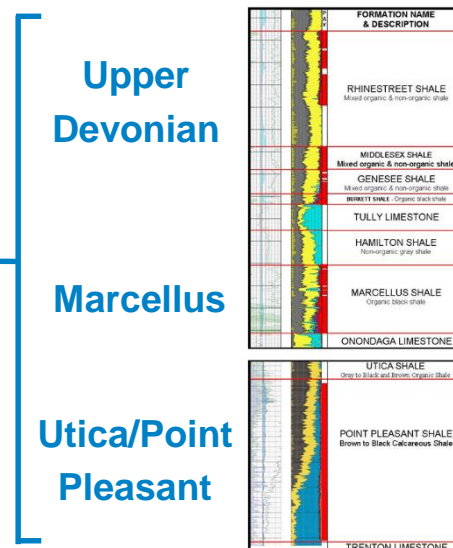 Upper
Devonian
Marcellus
Utica/Point
Pleasant
PAY
FORMATION NAME
& DESCRIPTION
RHINESTREET SHALE
Mixed organic & non-organic shale
MIDDLESEX SHALE
Mixed organic & non-organic shale
GENESEE SHALE
Mixed organic & non-organic shale
BURKETT SHALE - Organic black shale
TULLY LIMESTONE
HAMILTON SHALE
Non-organic gray shale
MARCELLUS SHALE
Organic black shale
ONONDAGA LIMESTONE
UTICA SHALE
Gray to Black and Brown Organic Shale
POINT PLEASANT SHALE
Brown to Black Calcareous Shale
TRENTON LIMESTONE